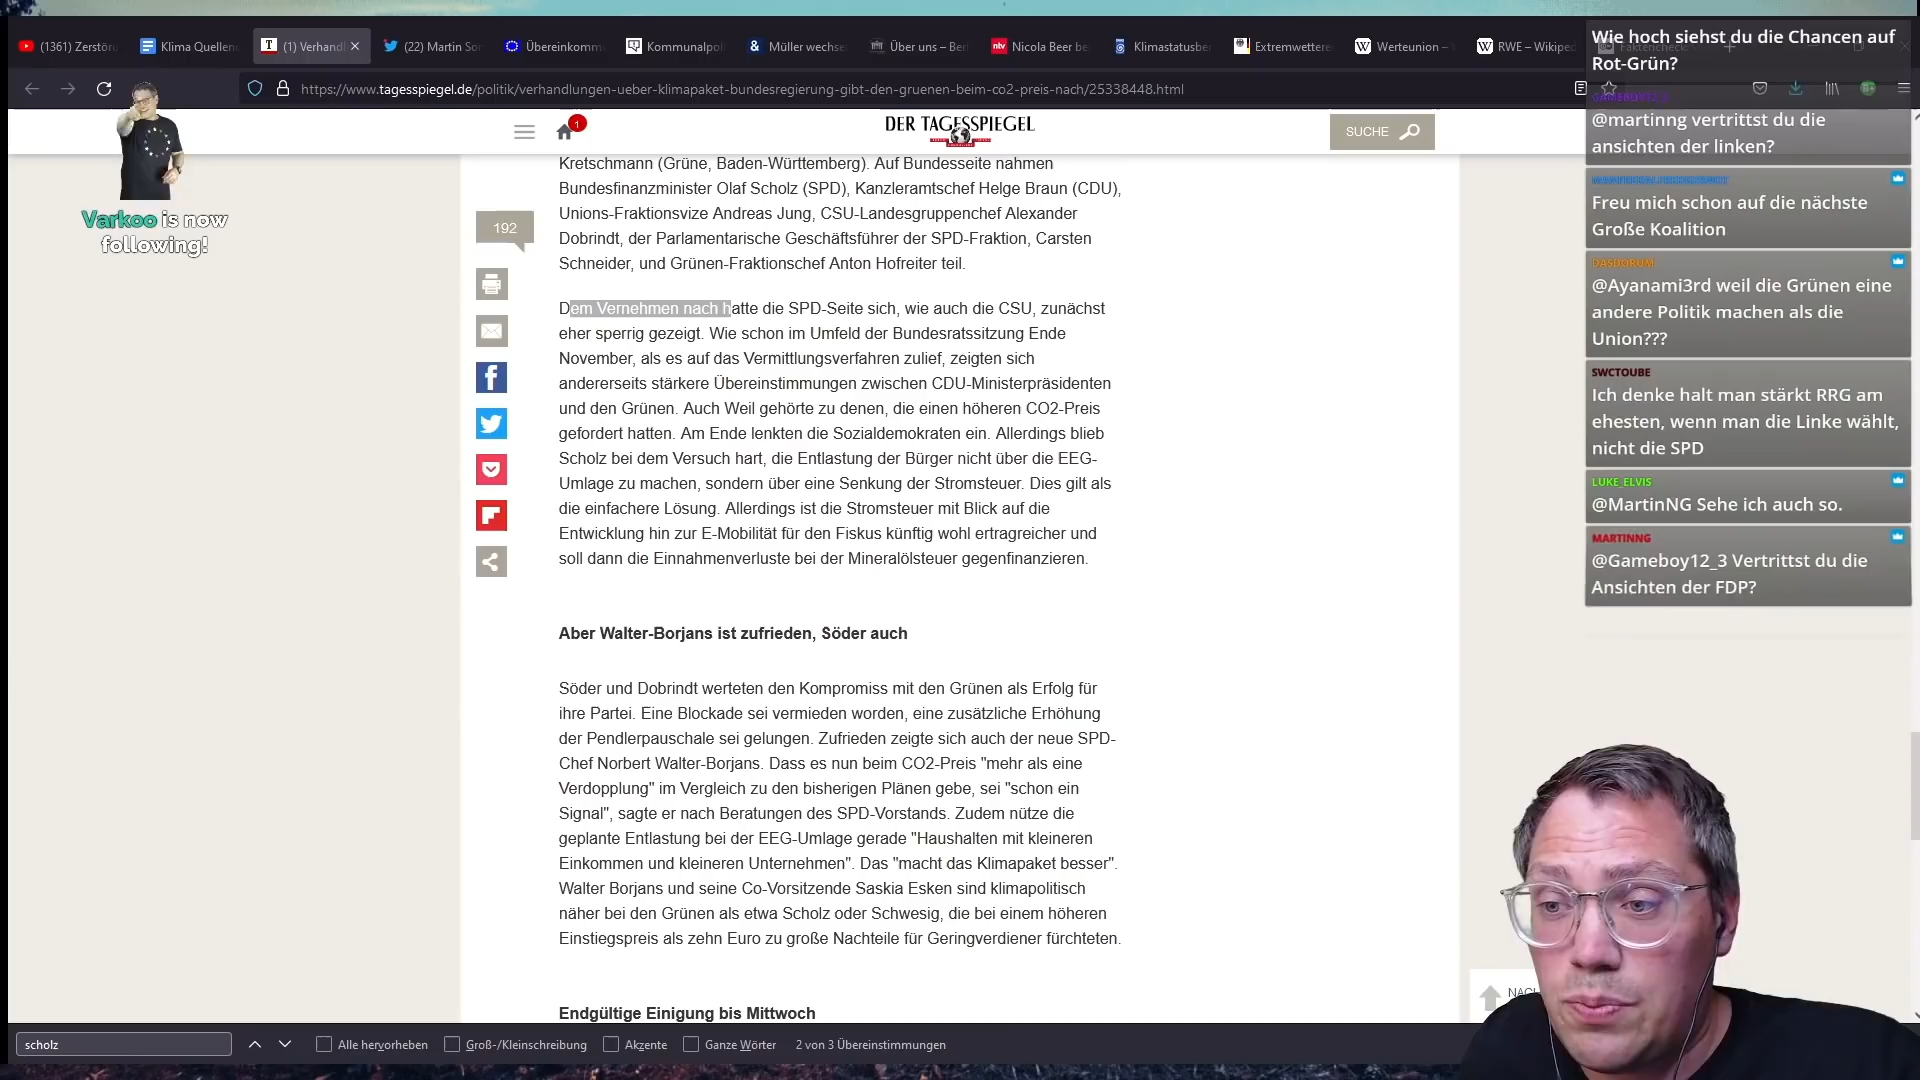 (1361) Zerstöru
Klima Quellen
(1) Verhandl
(22) Martin Son
Übereinkomm
Kommunalpol
Müller wechse
Über uns – Berl
Nicola Beer be
Klimastatusber
Extremwettere
Werteunion –
RWE – Wikiped
Faktencheck
https://www.tagesspiegel.de/politik/verhandlungen-ueber-klimapaket-bundesregierung-gibt-den-gruenen-beim-co2-preis-nach/25338448.html
1
DER TAGESSPIEGEL
SUCHE
Varkoo is now
following!
192
Kretschmann (Grüne, Baden-Württemberg). Auf Bundesseite nahmen
Bundesfinanzminister Olaf Scholz (SPD), Kanzleramtschef Helge Braun (CDU),
Unions-Fraktionsvize Andreas Jung, CSU-Landesgruppenchef Alexander
Dobrindt, der Parlamentarische Geschäftsführer der SPD-Fraktion, Carsten
Schneider, und Grünen-Fraktionschef Anton Hofreiter teil.
Dem Vernehmen nach hatte die SPD-Seite sich, wie auch die CSU, zunächst
eher sperrig gezeigt. Wie schon im Umfeld der Bundesratssitzung Ende
November, als es auf das Vermittlungsverfahren zulief, zeigten sich
andererseits stärkere Übereinstimmungen zwischen CDU-Ministerpräsidenten
und den Grünen. Auch Weil gehörte zu denen, die einen höheren CO2-Preis
gefordert hatten. Am Ende lenkten die Sozialdemokraten ein. Allerdings blieb
Scholz bei dem Versuch hart, die Entlastung der Bürger nicht über die EEG-
Umlage zu machen, sondern über eine Senkung der Stromsteuer. Dies gilt als
die einfachere Lösung. Allerdings ist die Stromsteuer mit Blick auf die
Entwicklung hin zur E-Mobilität für den Fiskus künftig wohl ertragreicher und
soll dann die Einnahmenverluste bei der Mineralölsteuer gegenfinanzieren.
Aber Walter-Borjans ist zufrieden, Söder auch
Söder und Dobrindt werteten den Kompromiss mit den Grünen als Erfolg für
ihre Partei. Eine Blockade sei vermieden worden, eine zusätzliche Erhöhung
der Pendlerpauschale sei gelungen. Zufrieden zeigte sich auch der neue SPD-
Chef Norbert Walter-Borjans. Dass es nun beim CO2-Preis "mehr als eine
Verdopplung" im Vergleich zu den bisherigen Plänen gebe, sei "schon ein
Signal", sagte er nach Beratungen des SPD-Vorstands. Zudem nütze die
geplante Entlastung bei der EEG-Umlage gerade "Haushalten mit kleineren
Einkommen und kleineren Unternehmen". Das "macht das Klimapaket besser".
Walter Borjans und seine Co-Vorsitzende Saskia Esken sind klimapolitisch
näher bei den Grünen als etwa Scholz oder Schwesig, die bei einem höheren
Einstiegspreis als zehn Euro zu große Nachteile für Geringverdiener fürchteten.
Endgültige Einigung bis Mittwoch
Wie hoch siehst du die Chancen auf
Rot-Grün?
GAMEBOY12_3
@martinng vertrittst du die
ansichten der linken?
Freu mich schon auf die nächste
Große Koalition
DASDORUM
@Ayanami3rd weil die Grünen eine
andere Politik machen als die
Union???
SWCTOUBE
Ich denke halt man stärkt RRG am
ehesten, wenn man die Linke wählt,
nicht die SPD
LUKE_ELVIS
@MartinNG Sehe ich auch so.
MARTINNG
@Gameboy12_3 Vertrittst du die
Ansichten der FDP?
NACH
scholz
Alle hervorheben
Groß-/Kleinschreibung
Akzente
Ganze Wörter
2 von 3 Übereinstimmungen